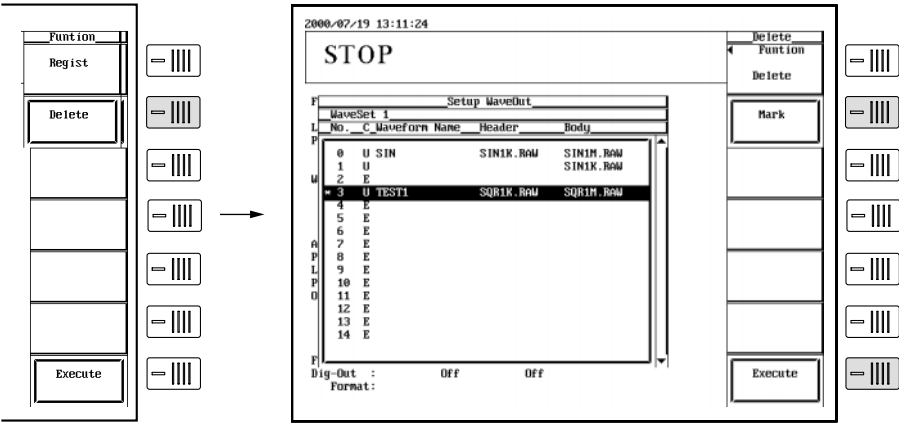 Funtion
Regist
Delete
Execute
2000/07/19 13:11:24
STOP
F
L
P
W
A
P
L
P
O
F
Setup WaveOut
WaveSet 1
No. C Waveform Name Header Body
0 U SIN SIN1K.RAW SIN1M.RAW
1 U SIN1K.RAW
2 E
* 3 U TEST1 SQR1K.RAW SQR1M.RAW
4 E
5 E
6 E
7 E
8 E
9 E
10 E
11 E
12 E
13 E
14 E
Dig-Out : Off Off
Format:
Delete
Funtion
Delete
Mark
Execute